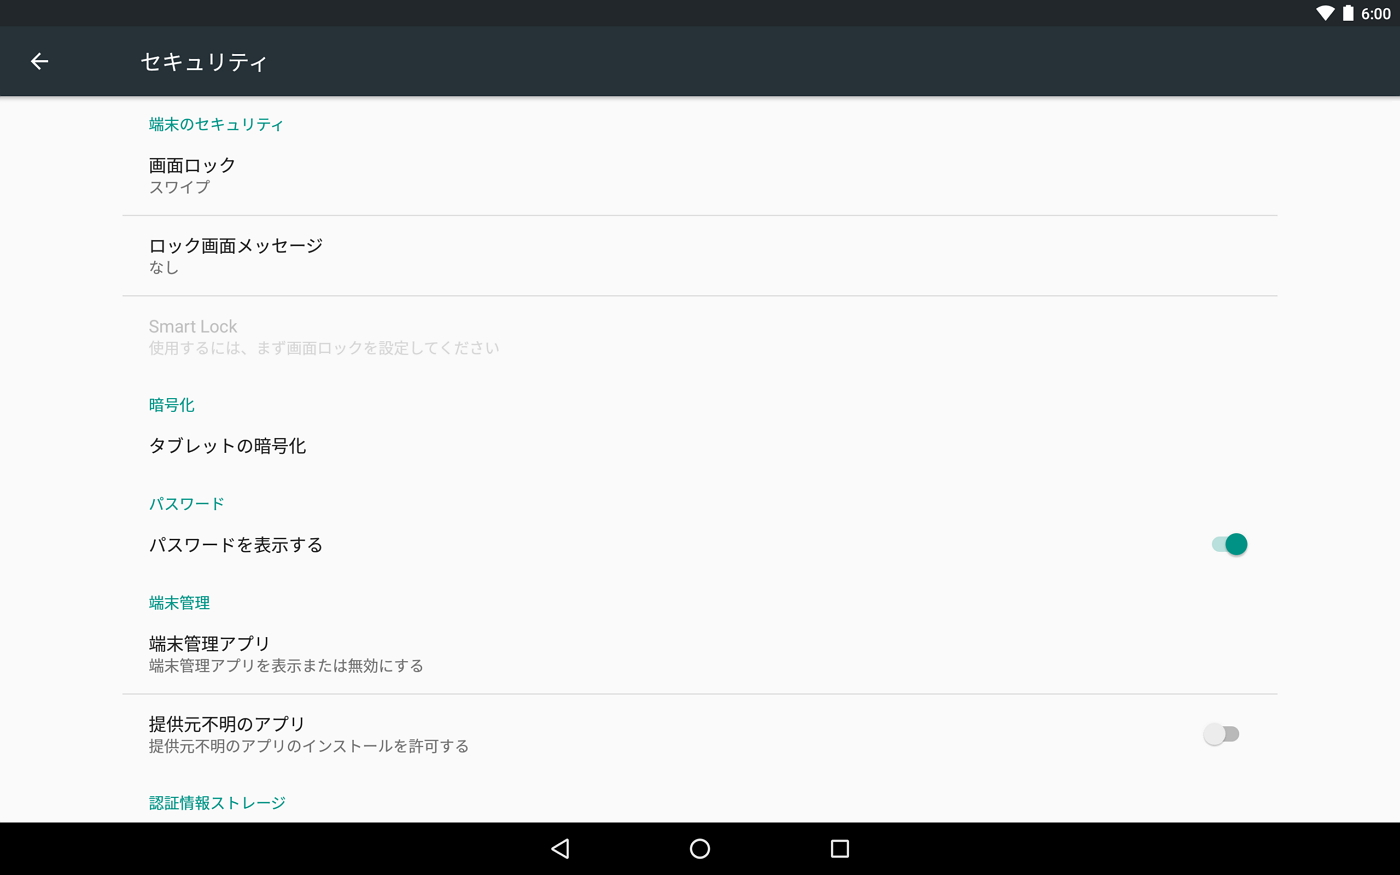 6:00
セキュリティ
端末のセキュリティ
画面ロック
スワイプ
ロック画面メッセージ
なし
Smart Lock
使用するには、まず画面ロックを設定してください
暗号化
タブレットの暗号化
パスワード
パスワードを表示する
端末管理
端末管理アプリ
端末管理アプリを表示または無効にする
提供元不明のアプリ
提供元不明のアプリのインストールを許可する
認証情報ストレージ